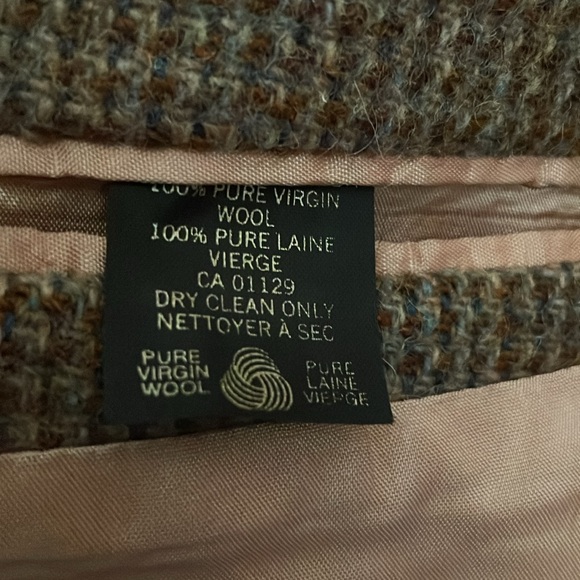 100% PURE VIRGIN
WOOL
100% PURE LAINE
VIERGE
CA 01129
DRY CLEAN ONLY
NETTOYER À SEC
PURE
VIRGIN
WOOL
PURE
LAINE
VIERGE